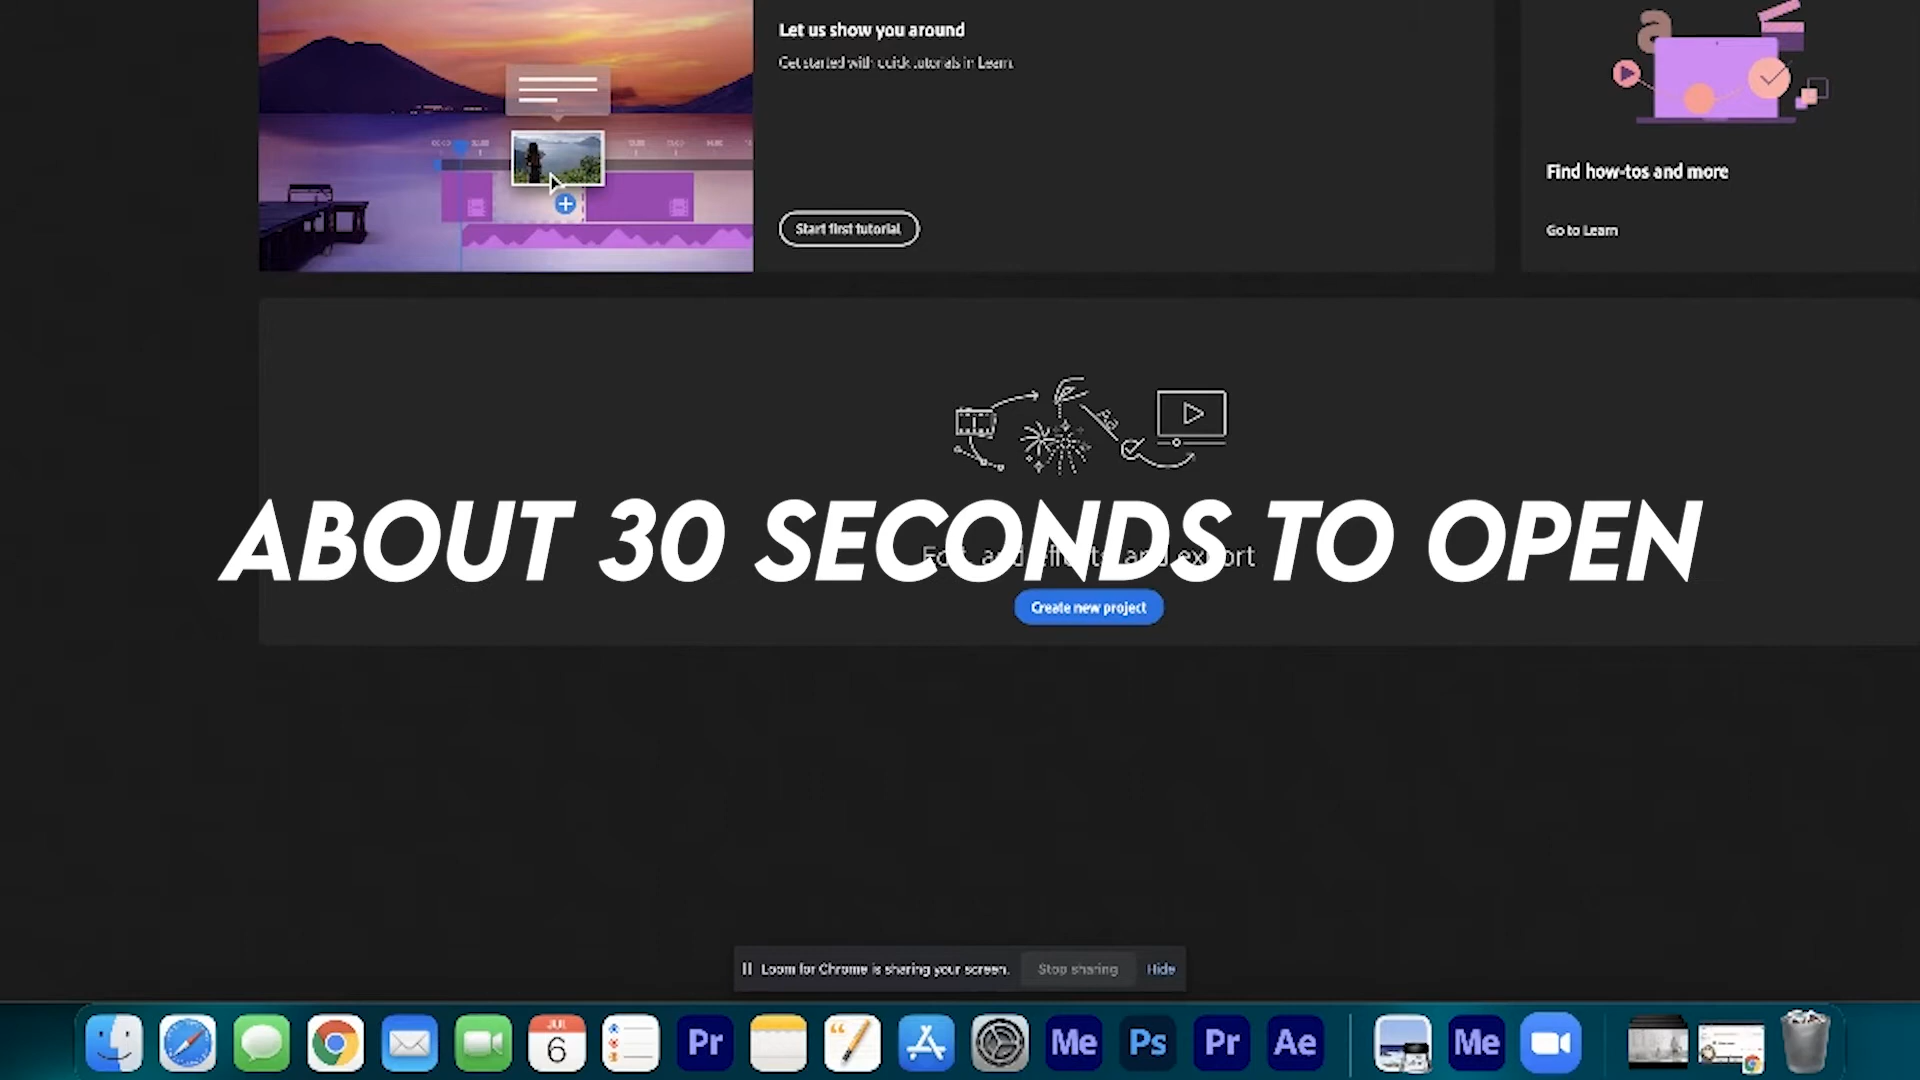 Let us show you around
Get started with quick tutorials in Learn.
Start first tutorial
Find how-tos and more
Go to Learn
Aa
ABOUT 30 SECONDS TO OPEN
Create new project
Loom for Chrome is sharing your screen.
Stop sharing
Hide
JUL
6
Pr
Me
Ps
Pr
Ae
Me